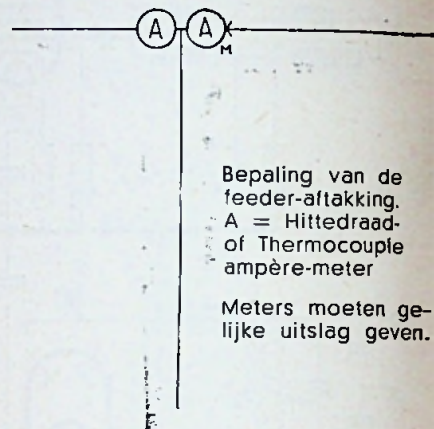 A A
M
Bepaling van de
feeder-aftakking.
A = Hittedraad-
of Thermocouple
ampère-meter
Meters moeten ge-
lijke uitslag geven.